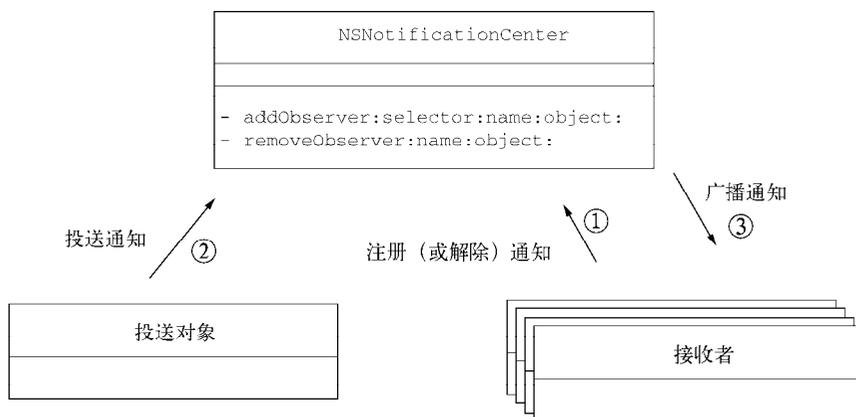 NSNotificationCenter
- addObserver:selector:name:object:
- removeObserver:name:object:
广播通知
③
①
投送通知
②
注册（或解除）通知
投送对象
接收者